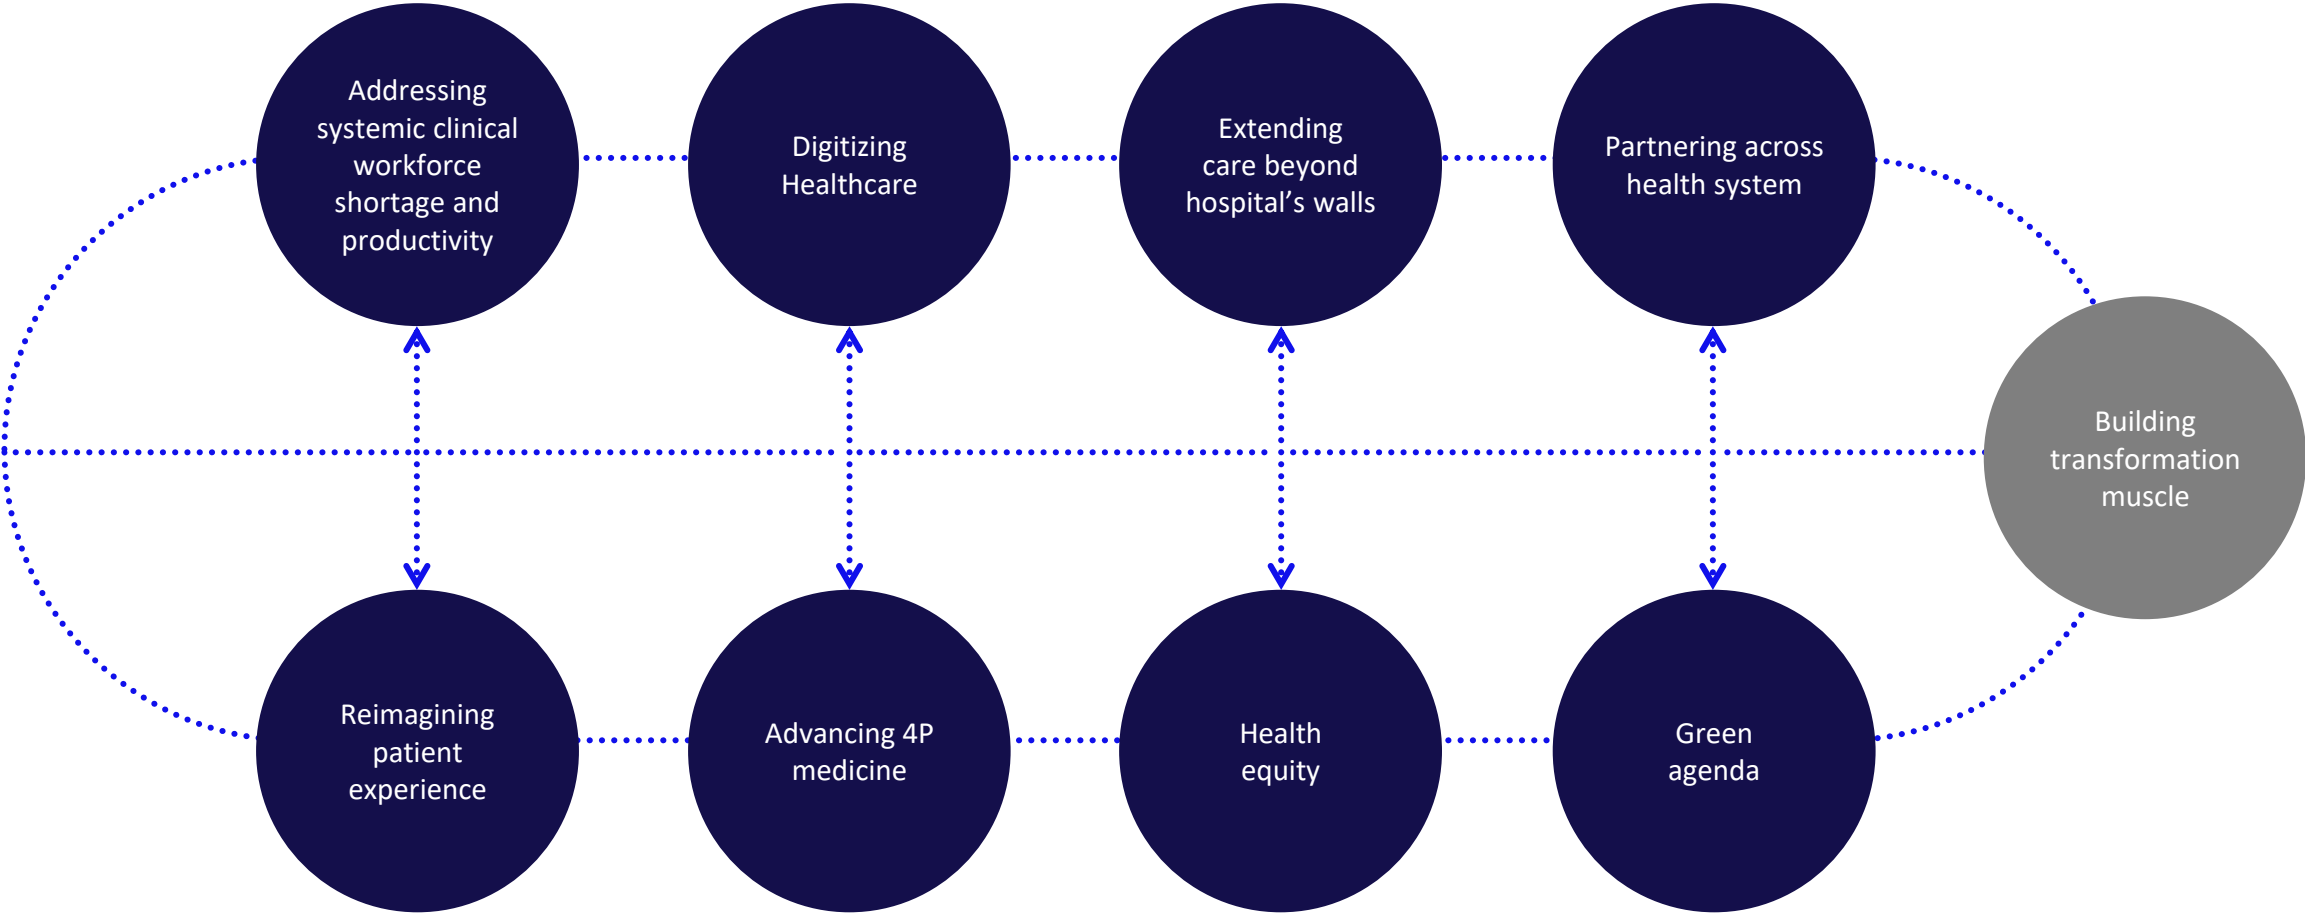 Addressing
systemic clinical
workforce
shortage and
productivity
Digitizing
Healthcare
Extending
care beyond
hospital’s walls
Partnering across
health system
Building
transformation
muscle
Reimagining
patient
experience
Advancing 4P
medicine
Health
equity
Green
agenda